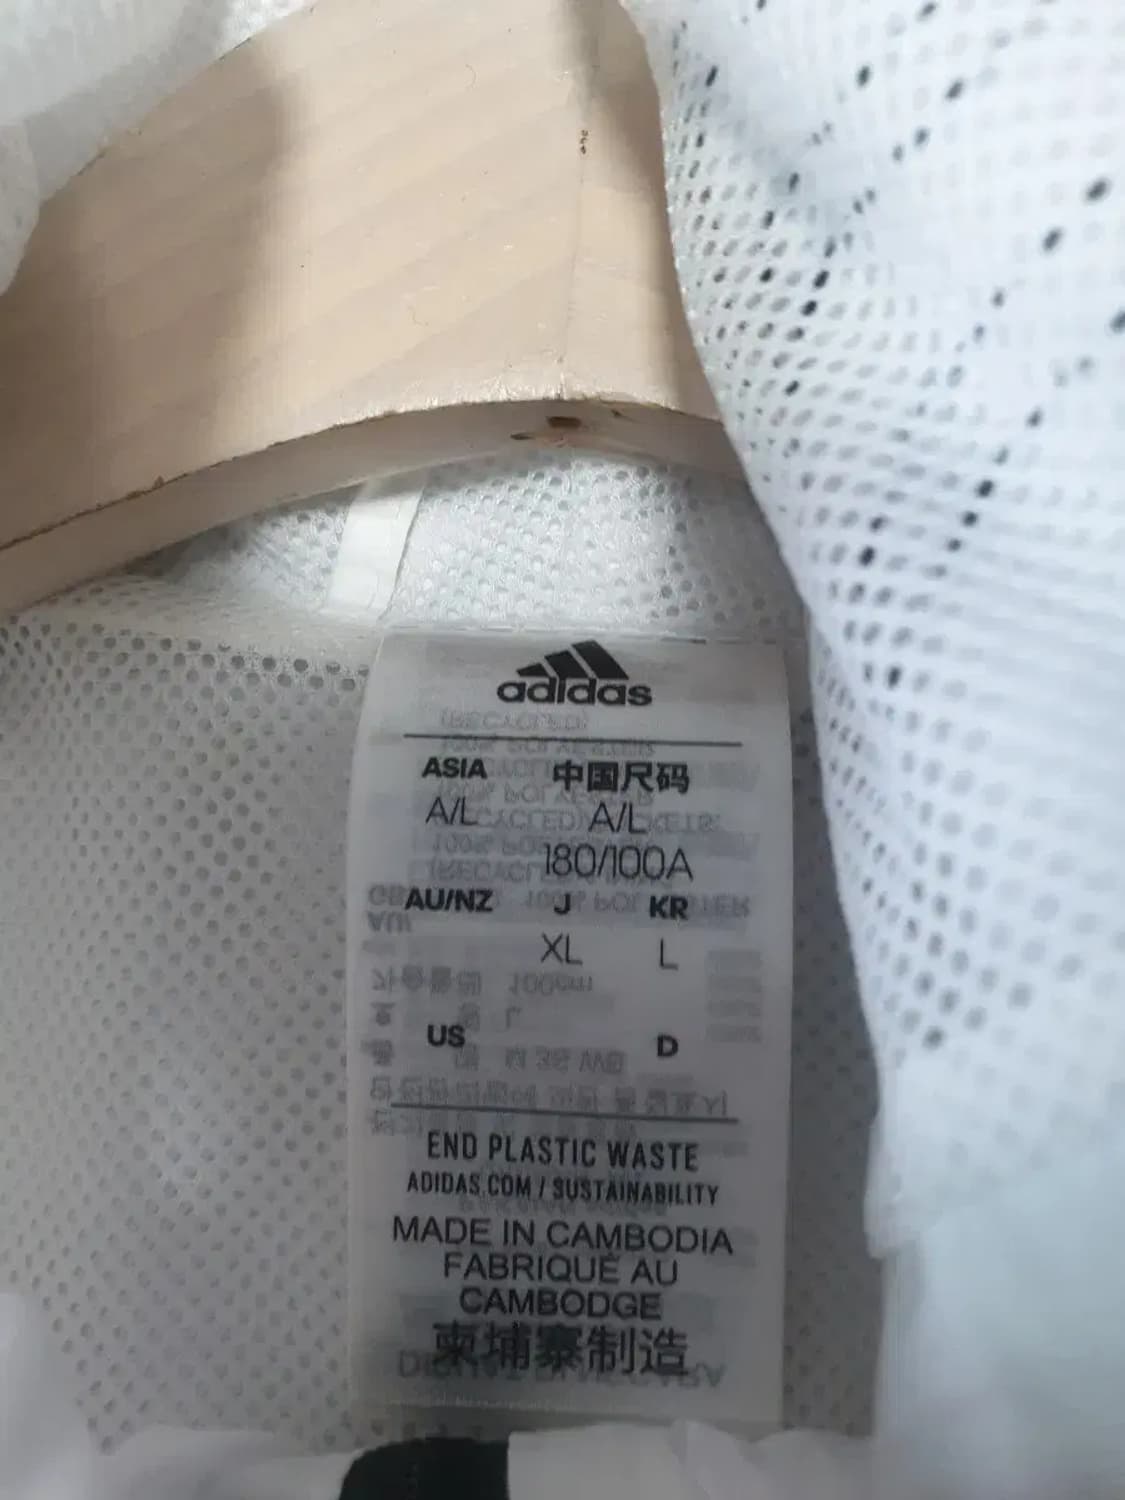 adidas
ASIA 中国尺码
A/L A/L
180/100A
AU/NZ J KR
XL L
US D
END PLASTIC WASTE
ADIDAS.COM / SUSTAINABILITY
MADE IN CAMBODIA
FABRIQUÉ AU
CAMBODGE
柬埔寨制造